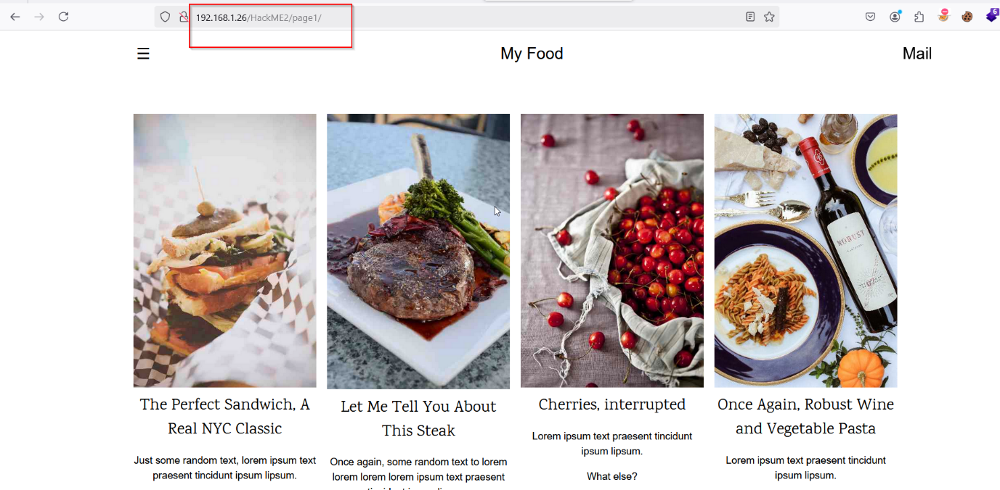 192.168.1.26/HackME2/page1/
6
☰ My Food Mail
ROBUST
The Perfect Sandwich, A
Real NYC Classic
Just some random text, lorem ipsum text
praesent tincidunt ipsum lipsum.
Let Me Tell You About
This Steak
Once again, some random text to lorem
lorem lorem lorem ipsum text praesent
Cherries, interrupted
Lorem ipsum text praesent tincidunt
ipsum lipsum.
What else?
Once Again, Robust Wine
and Vegetable Pasta
Lorem ipsum text praesent tincidunt
ipsum lipsum.